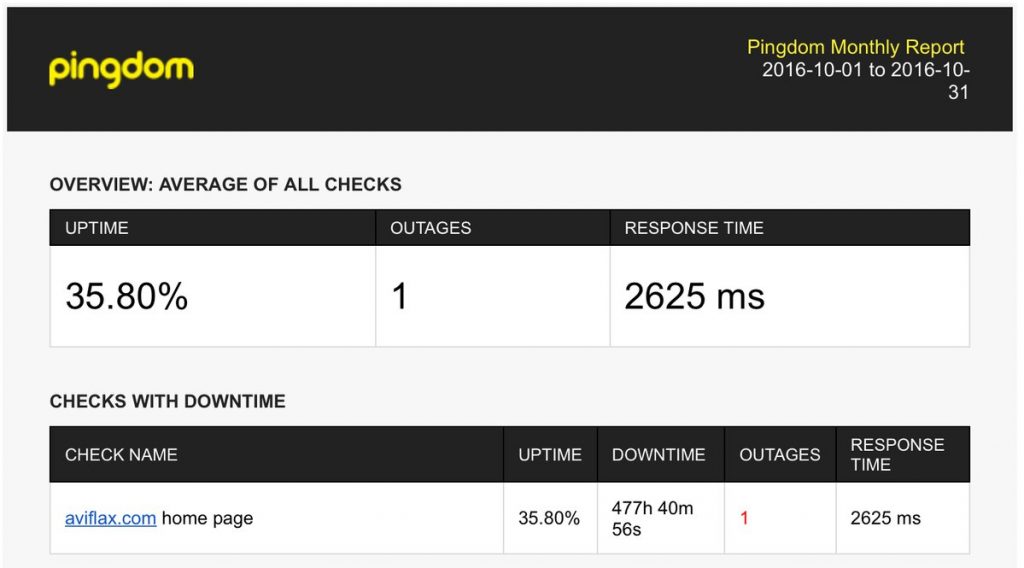 pingdom
Pingdom Monthly Report
2016-10-01 to 2016-10-
31
OVERVIEW: AVERAGE OF ALL CHECKS
UPTIME OUTAGES RESPONSE TIME
35.80% 1 2625 ms
CHECKS WITH DOWNTIME
CHECK NAME UPTIME DOWNTIME OUTAGES RESPONSE
TIME
aviflax.com home page 35.80% 477h 40m
56s 1 2625 ms